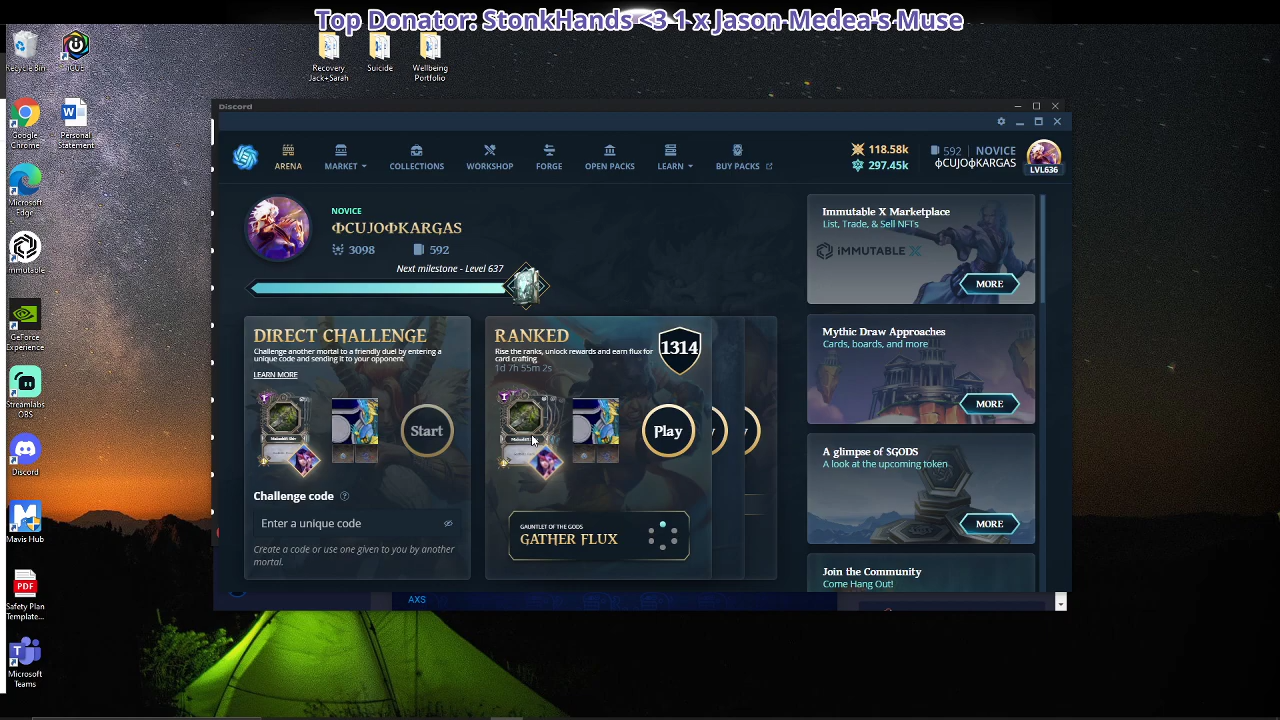 Top Donator: StonkHands <3 1 x Jason Medea's Muse
Recycle Bin
iCUE
Recovery
Jack+Sarah
Suicide
Wellbeing
Portfolio
Google
Chrome
Personal
Statement
Microsoft
Edge
Immutable
GeForce
Experience
Streamlabs
OBS
Discord
Mavis Hub
Safety Plan
Template...
Microsoft
Teams
Discord
ARENA
MARKET
COLLECTIONS
WORKSHOP
FORGE
OPEN PACKS
LEARN
BUY PACKS
118.58k
297.45k
592 | NOVICE
ΦCUJOΦKARGAS
LVL636
NOVICE
ΦCUJOΦKARGAS
3098
592
Next milestone - Level 637
DIRECT CHALLENGE
Challenge another mortal to a friendly duel by entering a
unique code and sending it to your opponent
LEARN MORE
Start
Challenge code
Enter a unique code
Create a code or use one given to you by another
mortal.
RANKED
Rise the ranks, unlock rewards and earn flux for
card crafting
1d 7h 55m 2s
1314
Play
GAUNTLET OF THE GODS
GATHER FLUX
Immutable X Marketplace
List, Trade, & Sell NFTs
IMMUTABLE X
MORE
Mythic Draw Approaches
Cards, boards, and more
MORE
A glimpse of $GODS
A look at the upcoming token
MORE
Join the Community
Come Hang Out!
AXS